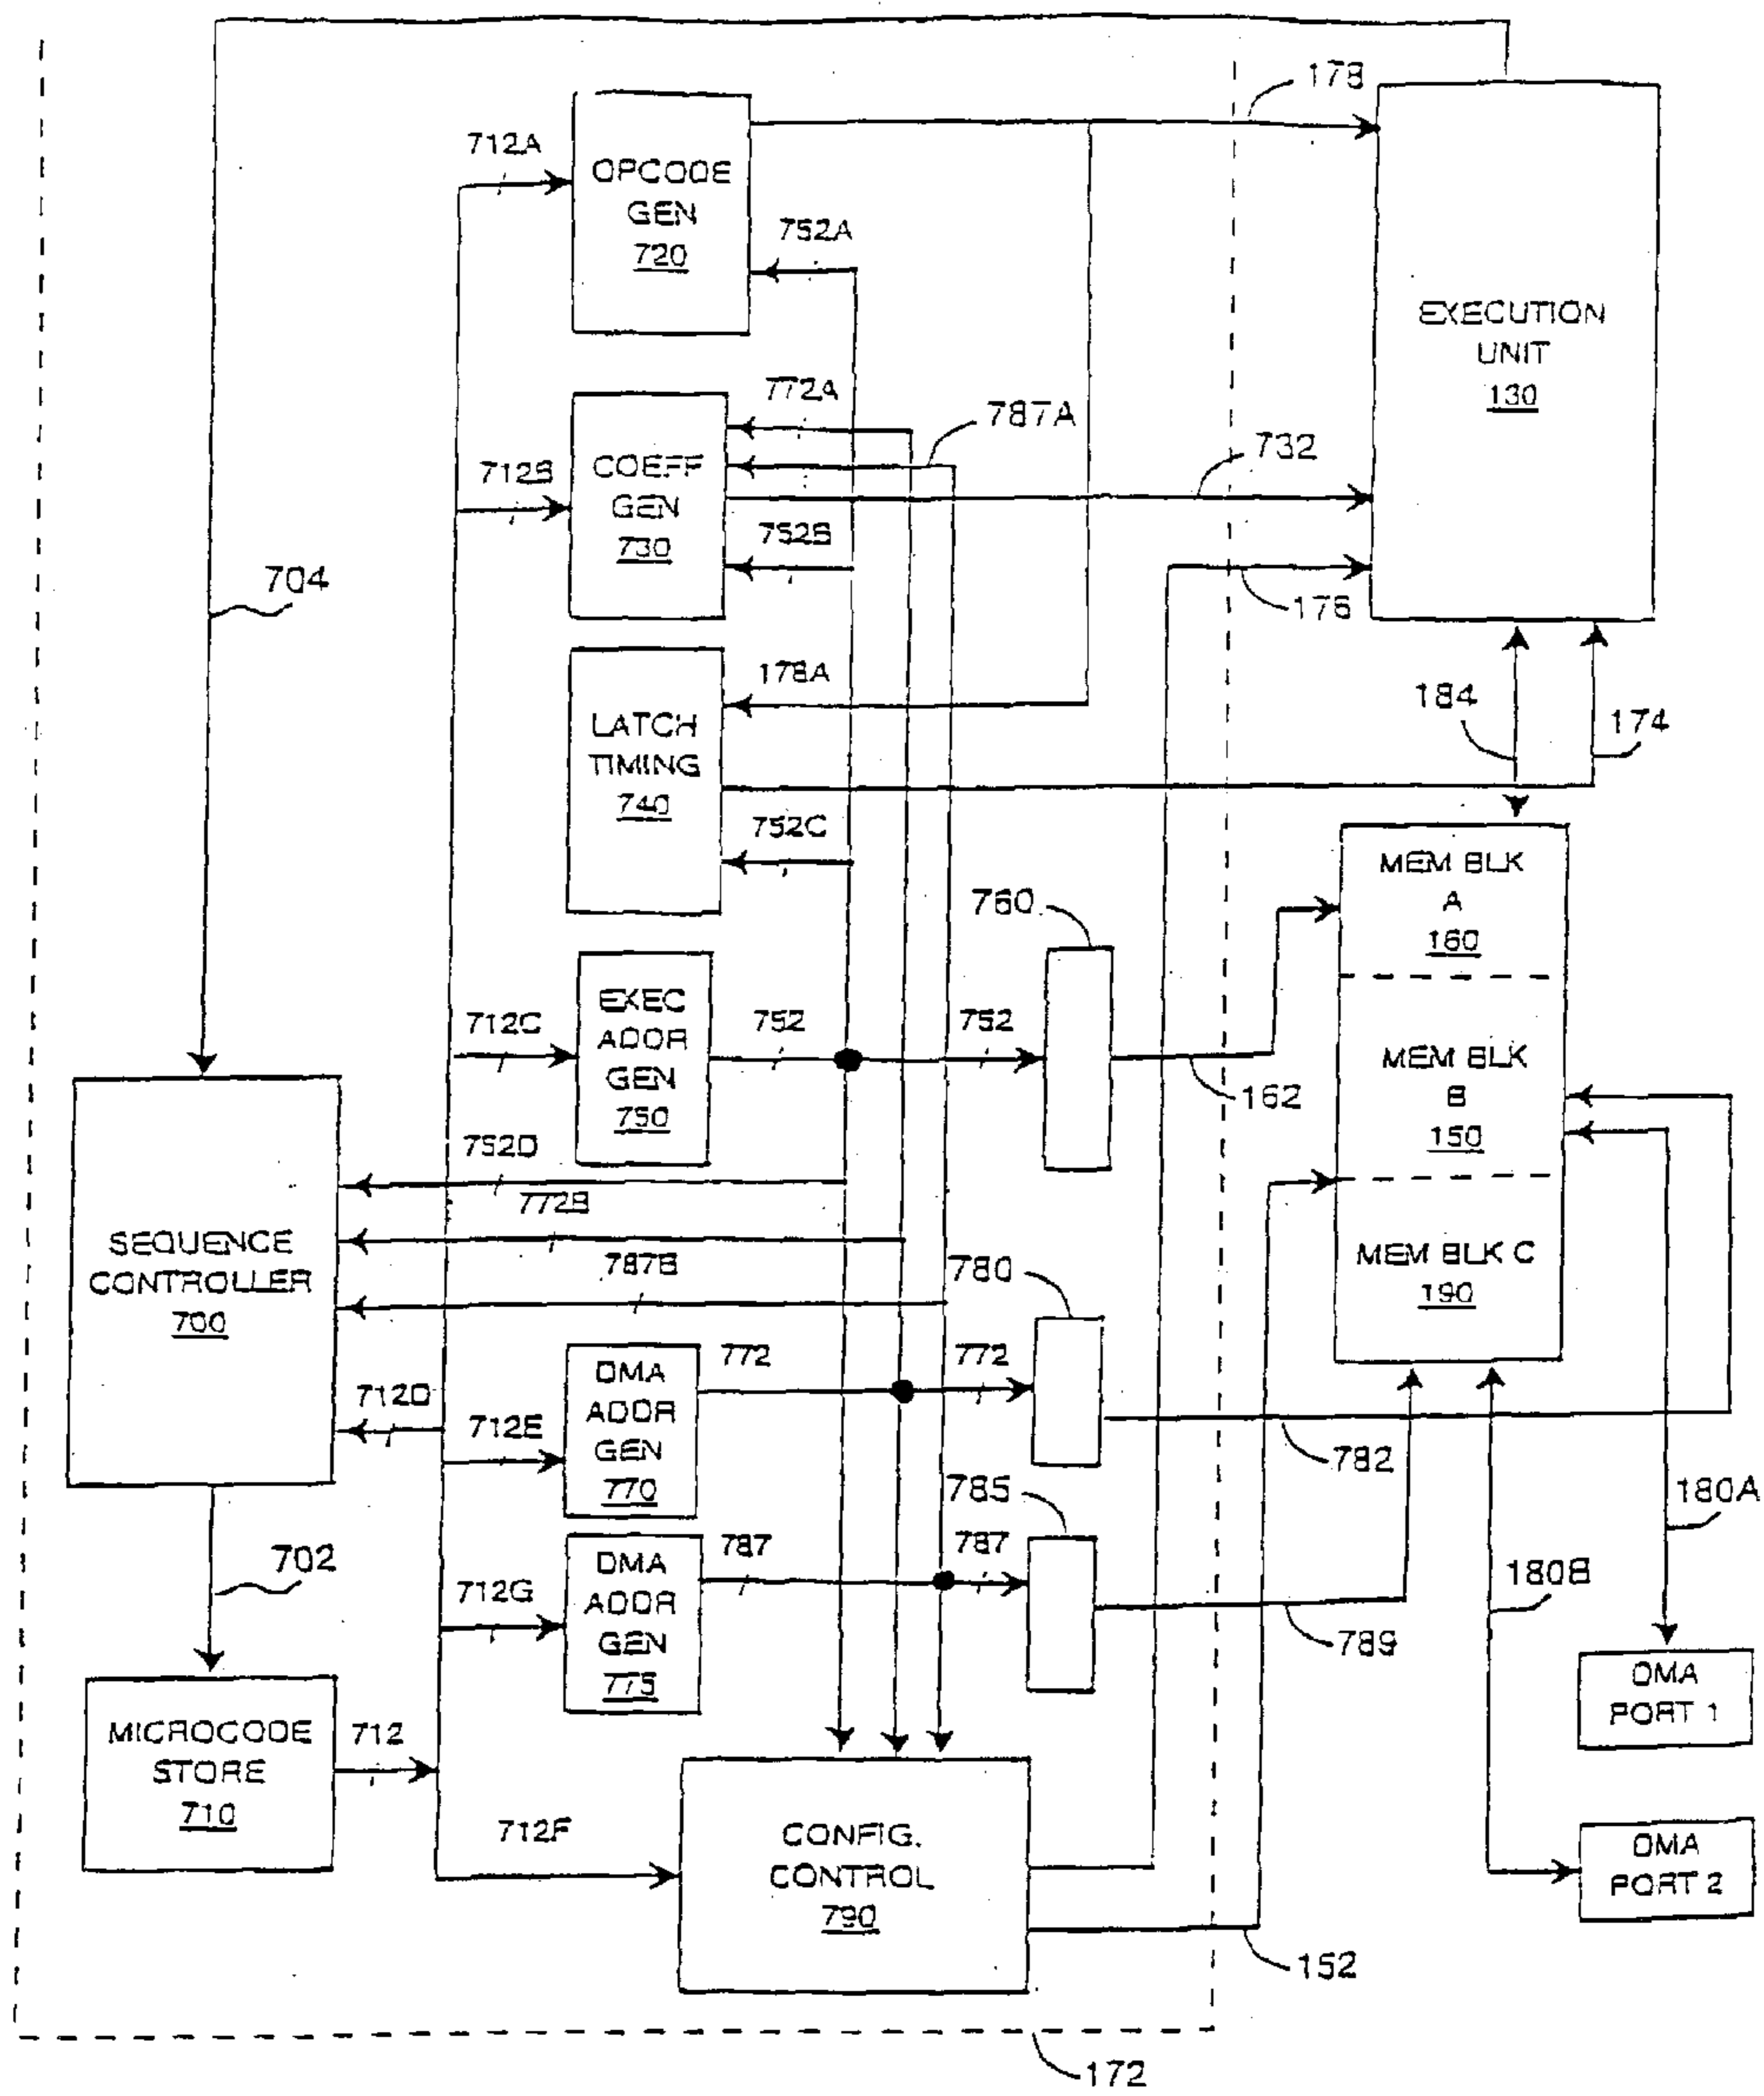 178
712A
OPCODE
GEN
720
752A
EXECUTION
UNIT
130
772A
787A
732
712B
COEFF
GEN
730
752B
176
704
178A
LATCH
TIMING
740
184
174
752C
760
MEM BLK
A
160
712C
EXEC
ADDR
GEN
750
752
752
162
MEM BLK
B
150
752D
772B
SEQUENCE
CONTROLLER
700
787B
780
MEM BLK C
190
712D
712E
DMA
ADDR
GEN
770
772
772
782
785
180A
702
712G
DMA
ADDR
GEN
775
787
787
789
180B
DMA
PORT 1
MICROCODE
STORE
710
712
712F
CONFIG.
CONTROL
790
DMA
PORT 2
152
172